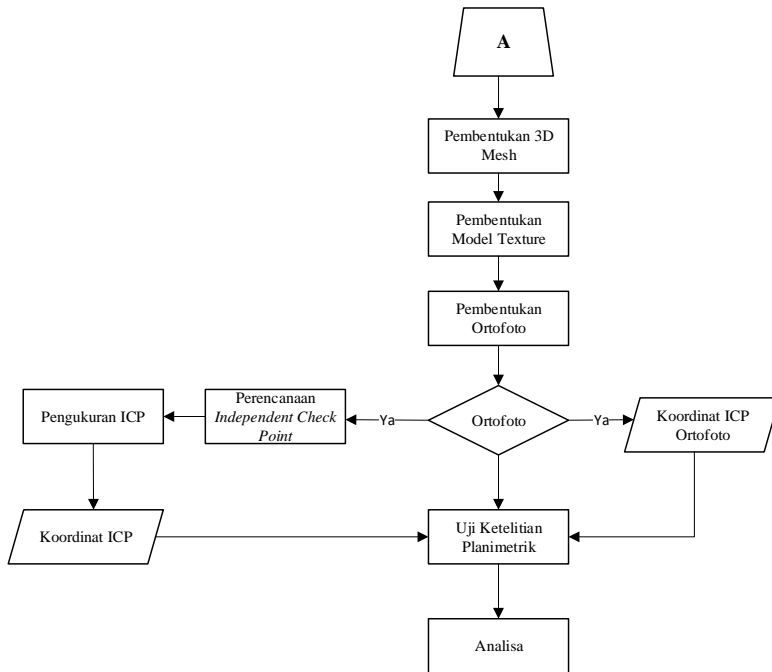 A
Pembentukan 3D
Mesh
Pembentukan
Model Texture
Pembentukan
Ortofoto
Pengukuran ICP
Perencanaan
Independent Check
Point
Ya
Ortofoto
Ya
Koordinat ICP
Ortofoto
Koordinat ICP
Uji Ketelitian
Planimetrik
Analisa